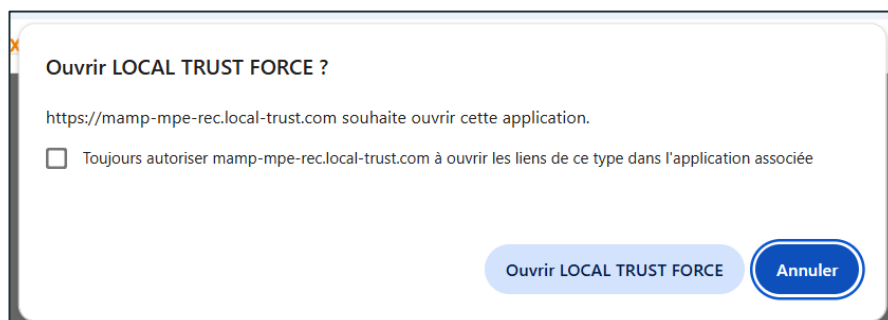 x
Ouvrir LOCAL TRUST FORCE ?
https://mamp-mpe-rec.local-trust.com souhaite ouvrir cette application.
Toujours autoriser mamp-mpe-rec.local-trust.com à ouvrir les liens de ce type dans l'application associée
Ouvrir LOCAL TRUST FORCE
Annuler